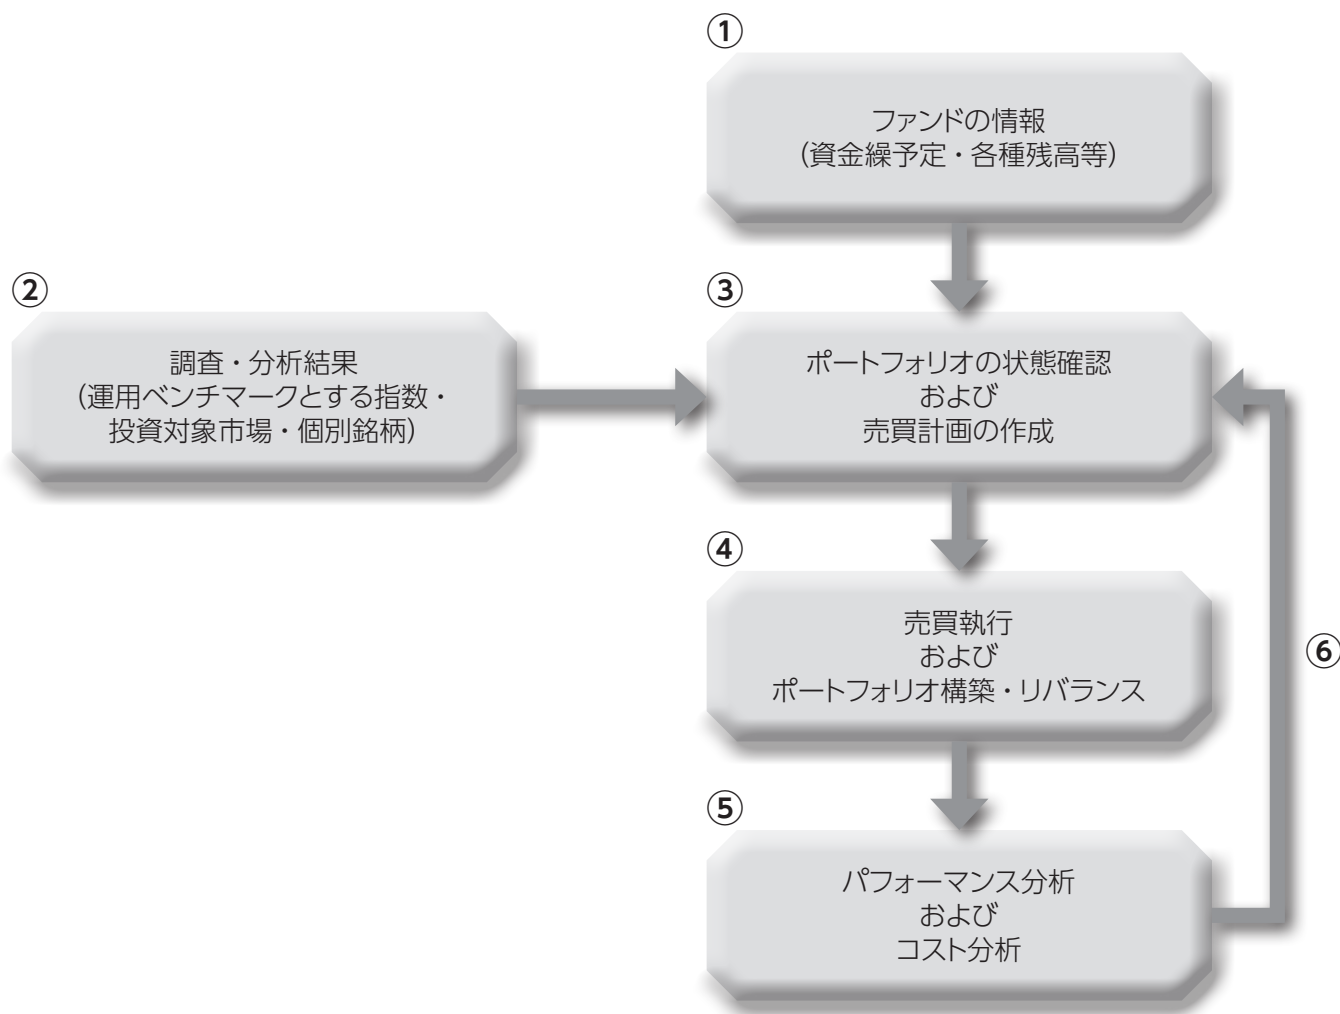 ①
ファンドの情報
(資金繰予定・各種残高等)
②
調査・分析結果
(運用ベンチマークとする指数・
投資対象市場・個別銘柄)
③
ポートフォリオの状態確認
および
売買計画の作成
④
売買執行
および
ポートフォリオ構築・リバランス
⑤
パフォーマンス分析
および
コスト分析
⑥